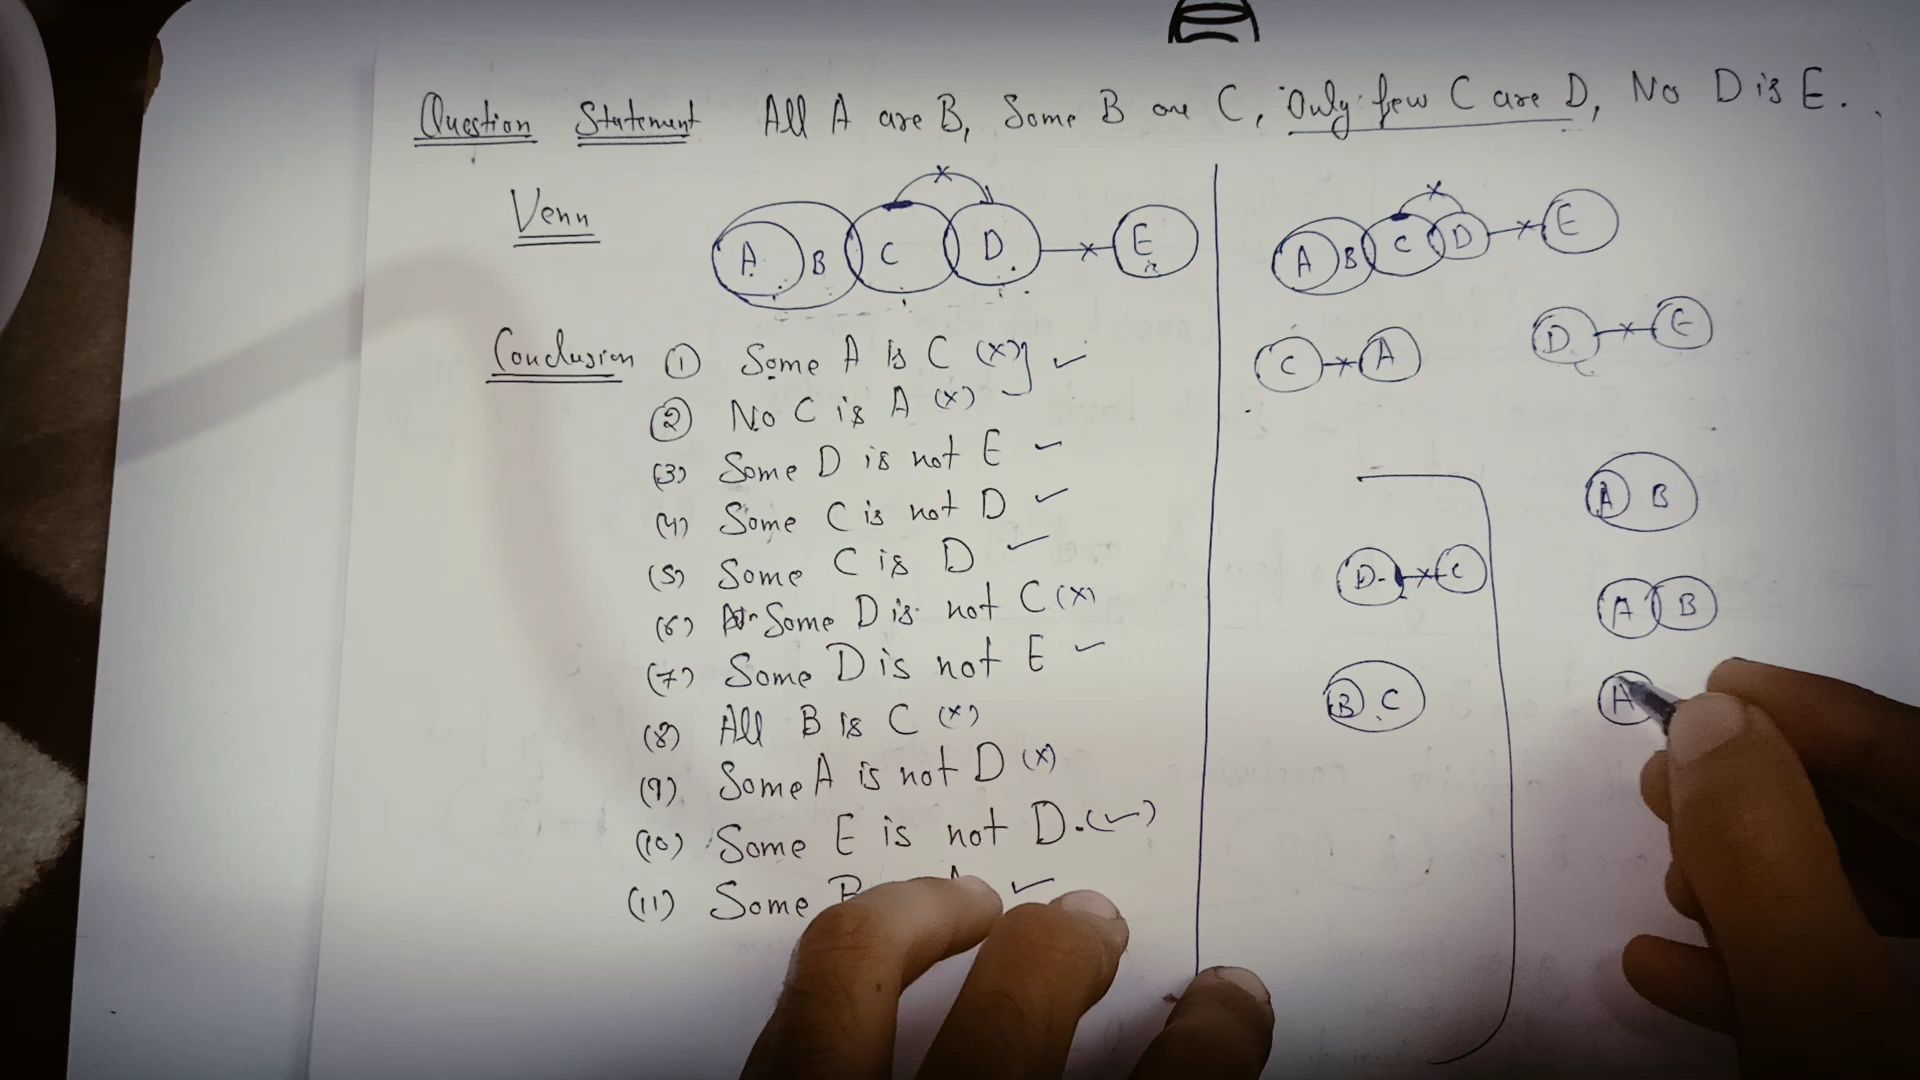 Question Statement All A are B, Some B are C, Only few C are D, No D is E.
Venn
A B C D E
x x
A B C D E
x x
Conclusion (1) Some A is C (x) ✓
C x A
D x E
(2) No C is A (x)
(3) Some D is not E ✓
(4) Some C is not D ✓
A B
(5) Some C is D ✓
D x C
(6) Some D is not C (x)
A B
(7) Some D is not E ✓
(8) All B is C (x)
B C
A
(9) Some A is not D (x)
(10) Some E is not D. (✓)
(11) Some B ✓